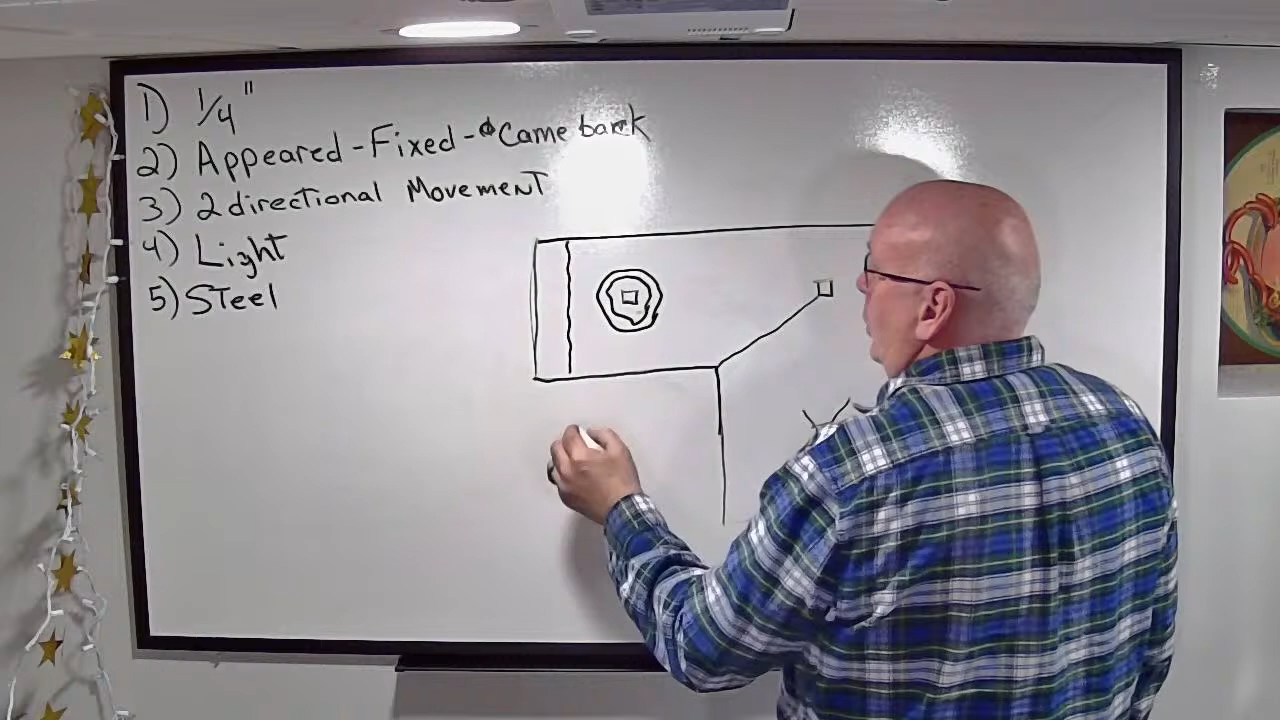 1) 1/4"
2) Appeared - Fixed - Came back
3) 2 directional Movement
4) Light
5) Steel